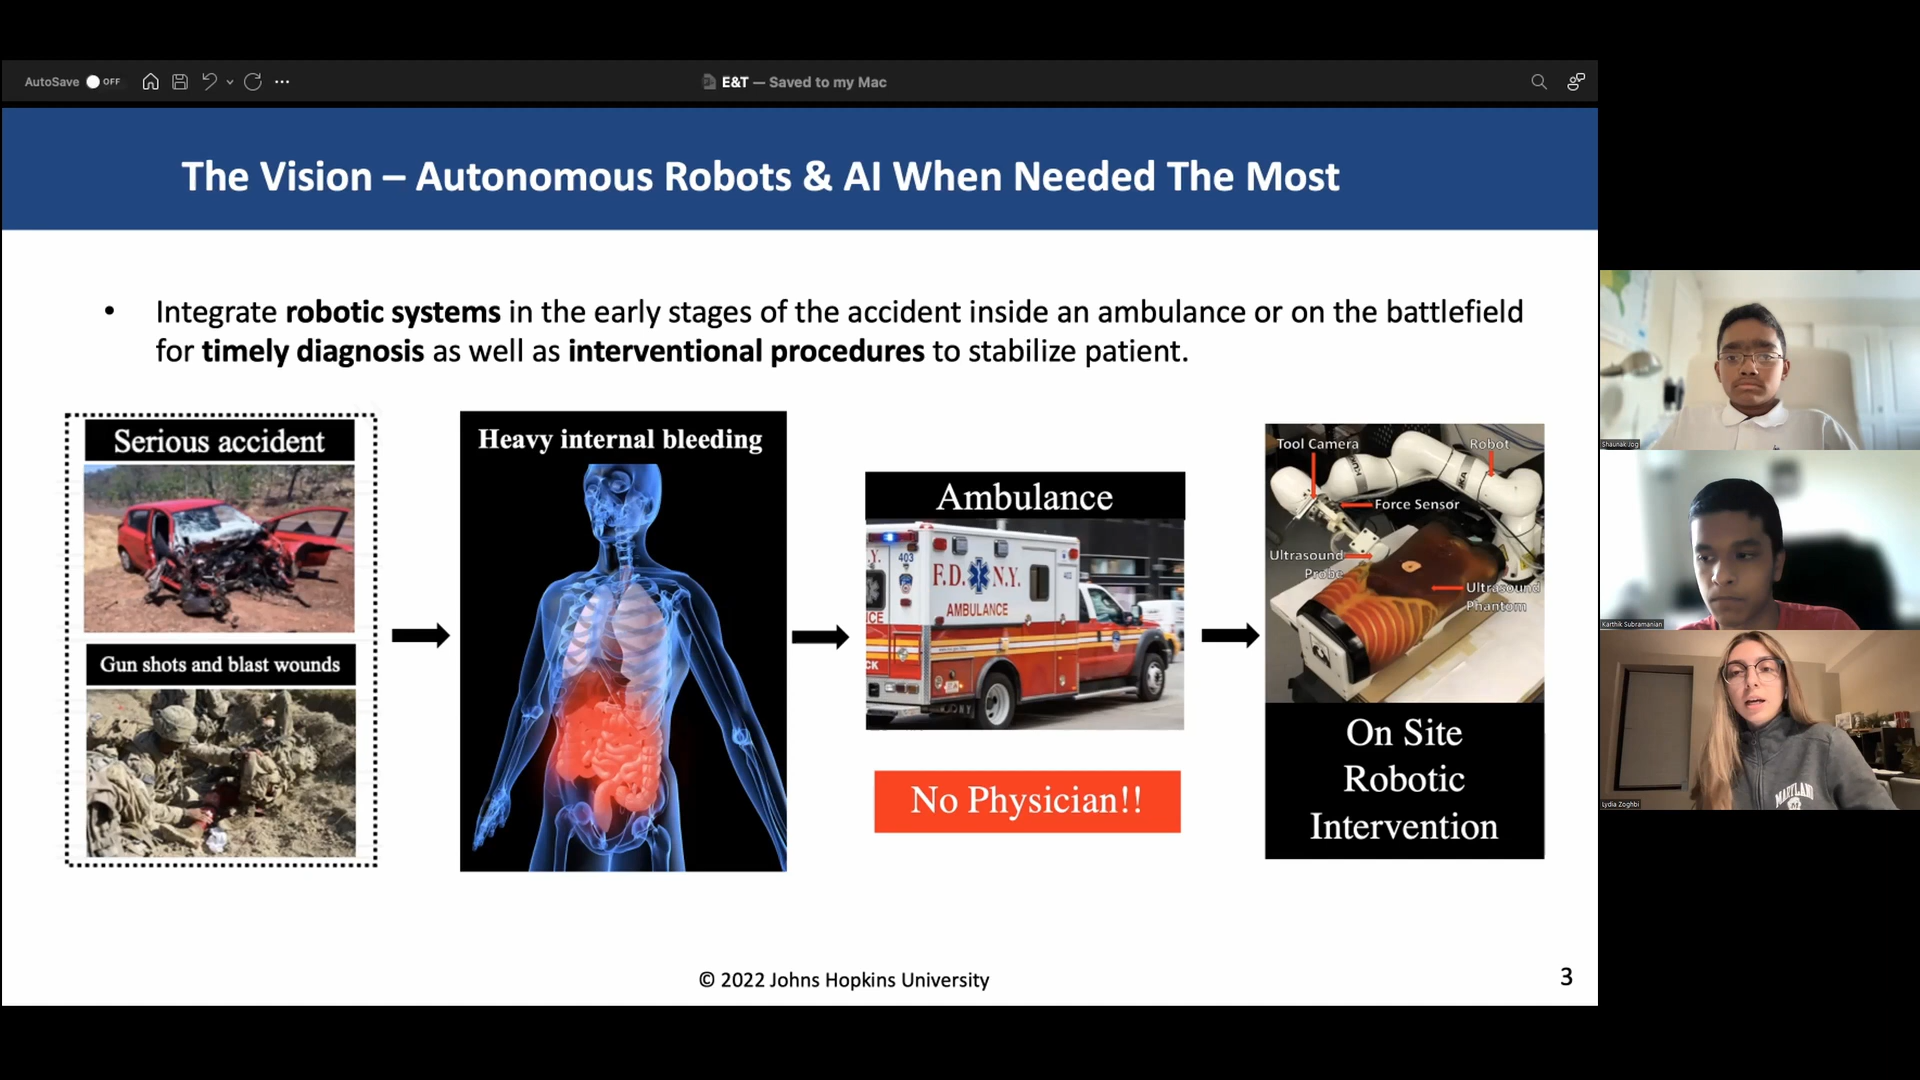 AutoSave OFF
E&T — Saved to my Mac
The Vision – Autonomous Robots & AI When Needed The Most
• Integrate robotic systems in the early stages of the accident inside an ambulance or on the battlefield
for timely diagnosis as well as interventional procedures to stabilize patient.
Serious accident
Gun shots and blast wounds
Heavy internal bleeding
Ambulance
403
F.D. N.Y.
AMBULANCE
No Physician!!
Tool Camera
Robot
Force Sensor
Ultrasound
Probe
Ultrasound
Phantom
On Site
Robotic
Intervention
© 2022 Johns Hopkins University
3
Shaunak Jog
Karthik Subramanian
MARYLAND
Lydia Zoghbi